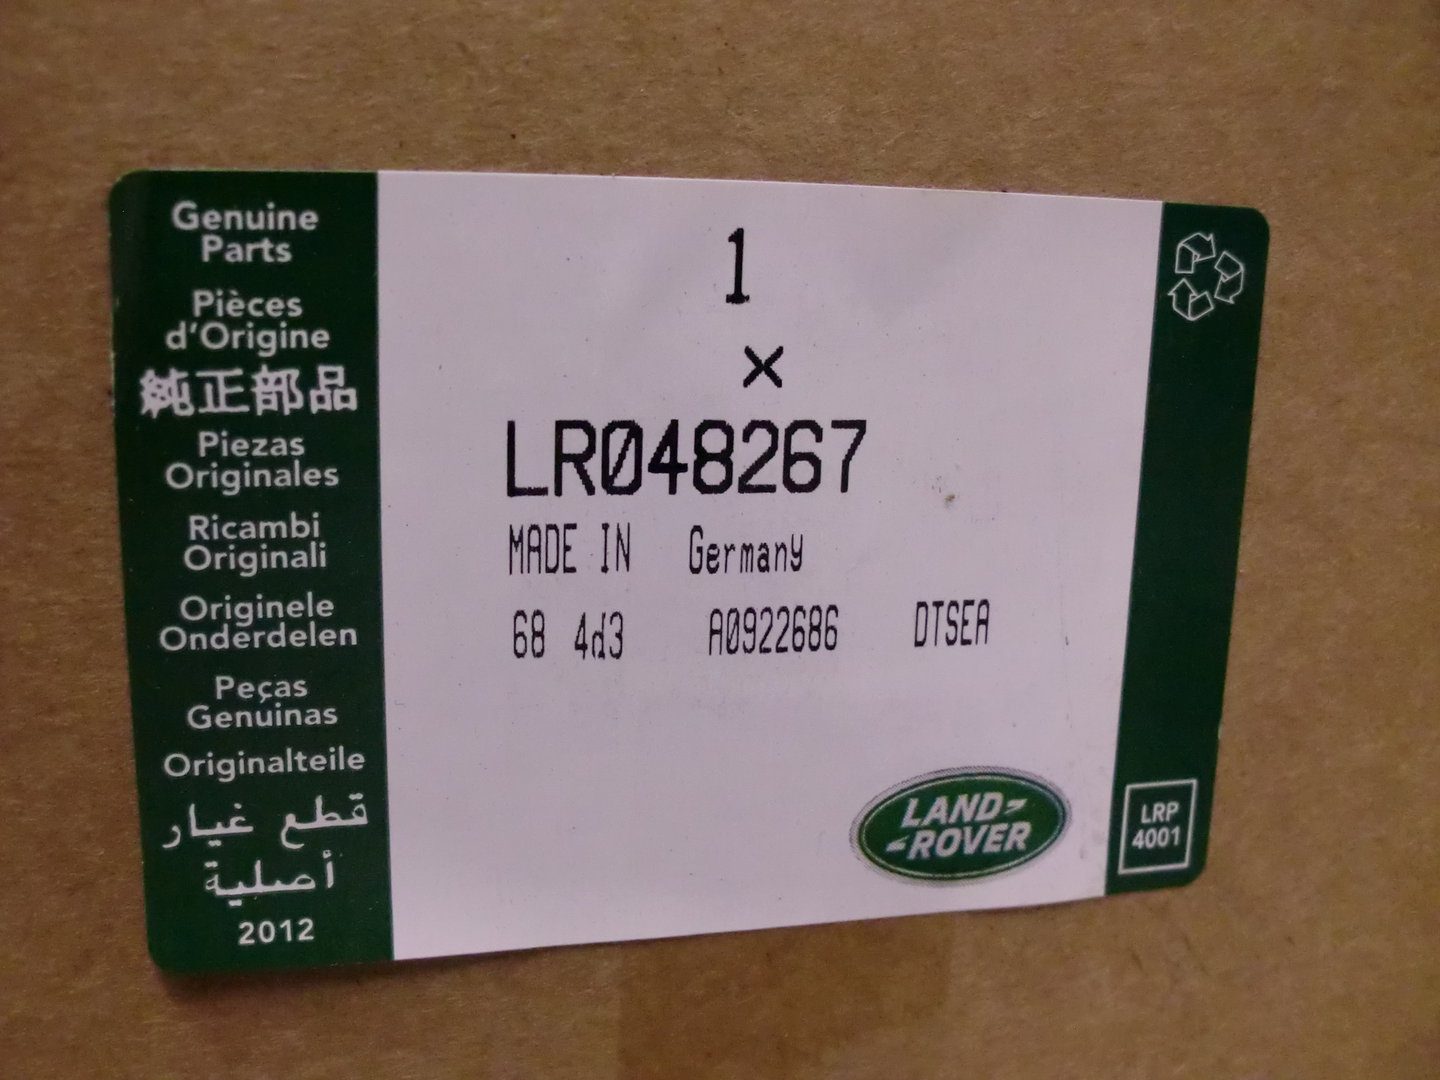 Genuine
Parts
Pièces
d'Origine
純正部品
Piezas
Originales
Ricambi
Originali
Originele
Onderdelen
Peças
Genuinas
Originalteile
قطع غيار
أصلية
2012
1
×
LR048267
MADE IN Germany
68 4d3 A0922686 DTSEA
LAND-
-ROVER
LRP
4001